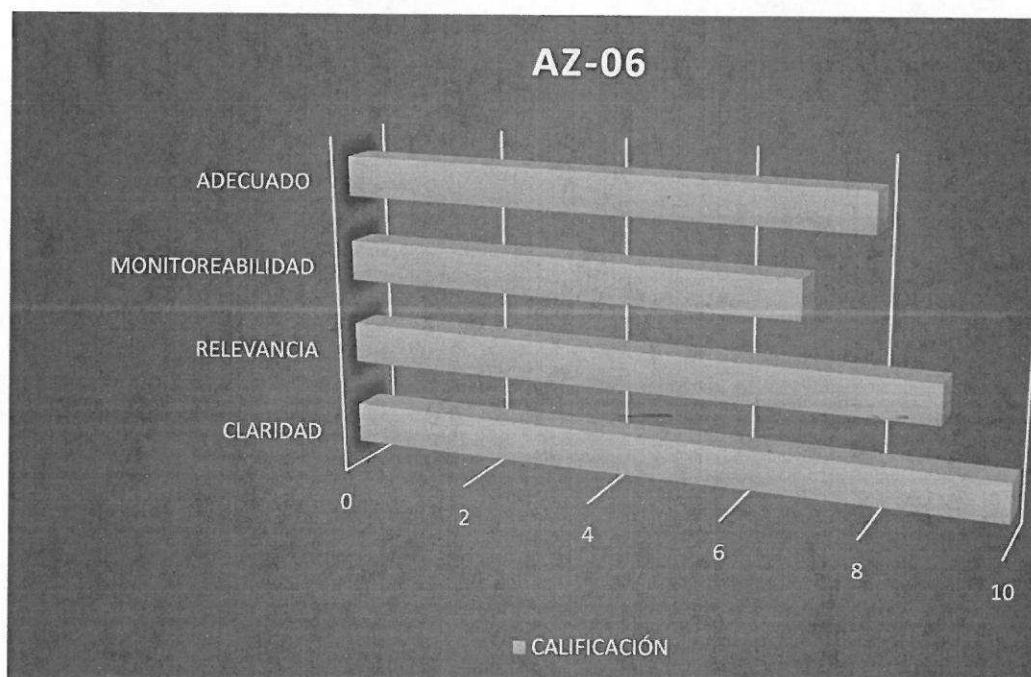 AZ-06
ADECUADO
MONITOREABILIDAD
RELEVANCIA
CLARIDAD
0
2
4
6
8
10
CALIFICACIÓN